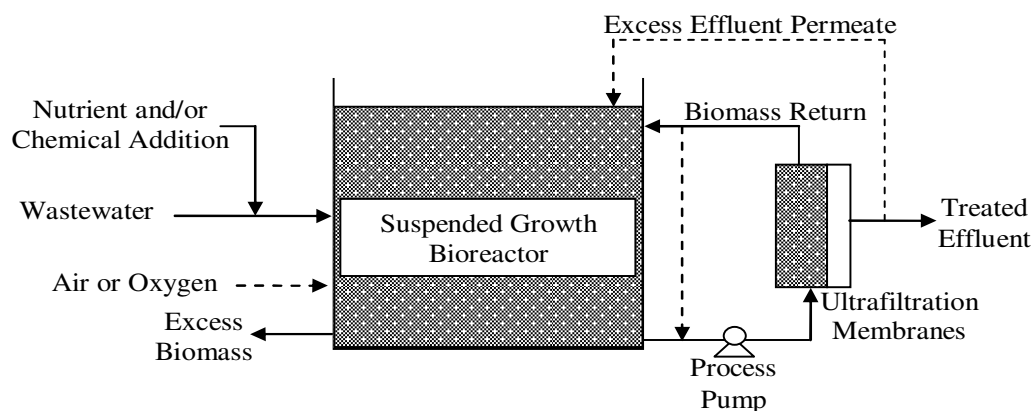 Excess Effluent Permeate
Nutrient and/or
Chemical Addition
Biomass Return
Wastewater
Suspended Growth
Bioreactor
Treated
Effluent
Air or Oxygen
Ultrafiltration
Membranes
Excess
Biomass
Process
Pump